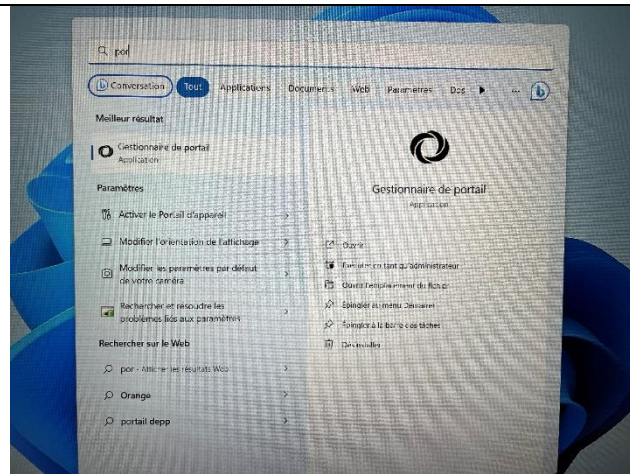 por
Conversation Tout Applications Documents Web Paramètres Dos ...
Meilleur résultat
Gestionnaire de portail
Application
Gestionnaire de portail
Application
Paramètres
Activer le Portail d'appareil
Modifier l'orientation de l'affichage
Modifier les paramètres par défaut
de votre caméra
Rechercher et résoudre les
problèmes liés aux paramètres
Rechercher sur le Web
por - Afficher les résultats Web
Orange
portail depp
Ouvrir
Exécuter en tant qu'administrateur
Ouvrir l'emplacement du fichier
Épingler au menu Démarrer
Épingler à la barre des tâches
Désinstaller